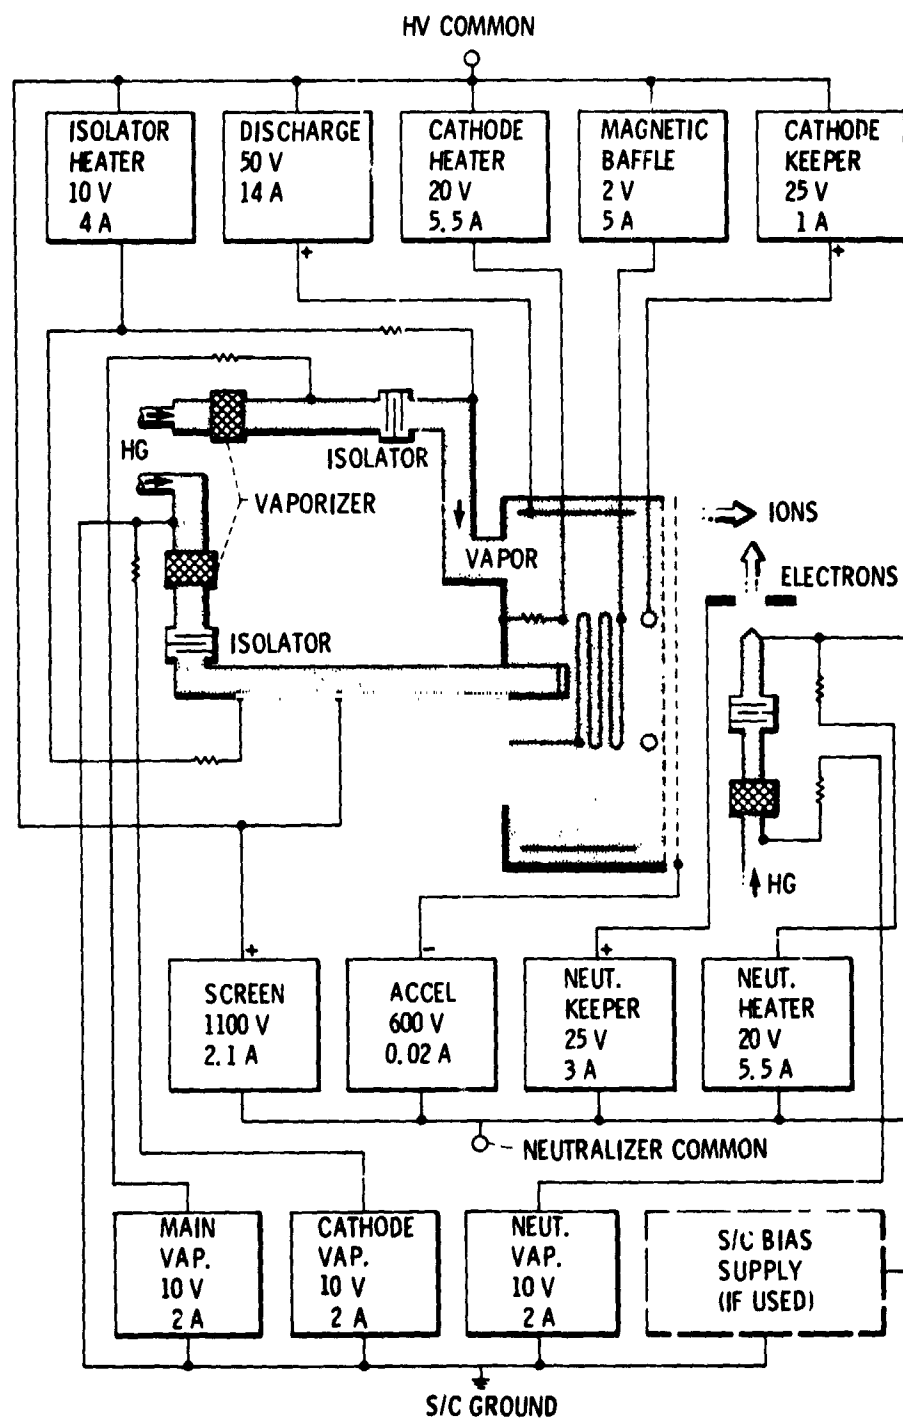 HV COMMON
ISOLATOR
HEATER
10 V
4 A
DISCHARGE
50 V
14 A
CATHODE
HEATER
20 V
5.5 A
MAGNETIC
BAFFLE
2 V
5 A
CATHODE
KEEPER
25 V
1 A
+
+
HG
ISOLATOR
VAPORIZER
VAPOR
IONS
ELECTRONS
ISOLATOR
HG
+
-
+
SCREEN
1100 V
2.1 A
ACCEL
600 V
0.02 A
NEUT.
KEEPER
25 V
3 A
NEUT.
HEATER
20 V
5.5 A
NEUTRALIZER COMMON
MAIN
VAP.
10 V
2 A
CATHODE
VAP.
10 V
2 A
NEUT.
VAP.
10 V
2 A
S/C BIAS
SUPPLY
(IF USED)
S/C GROUND